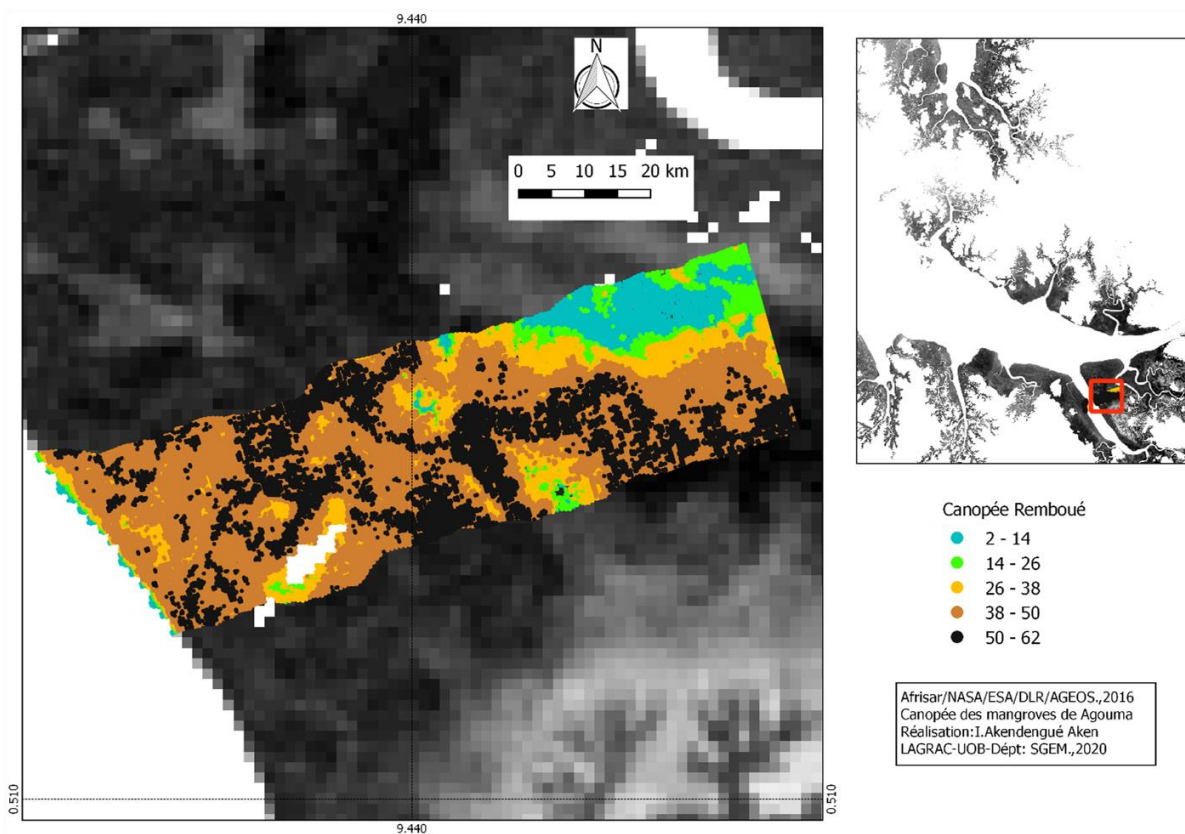 9.440
N
0 5 10 15 20 km
0.510
0.510
9.440
Canopée Remboué
2 - 14
14 - 26
26 - 38
38 - 50
50 - 62
Afrisar/NASA/ESA/DLR/AGEOS.,2016
Canopée des mangroves de Agouma
Réalisation:I.Akendengué Aken
LAGRAC-UOB-Dépt: SGEM.,2020